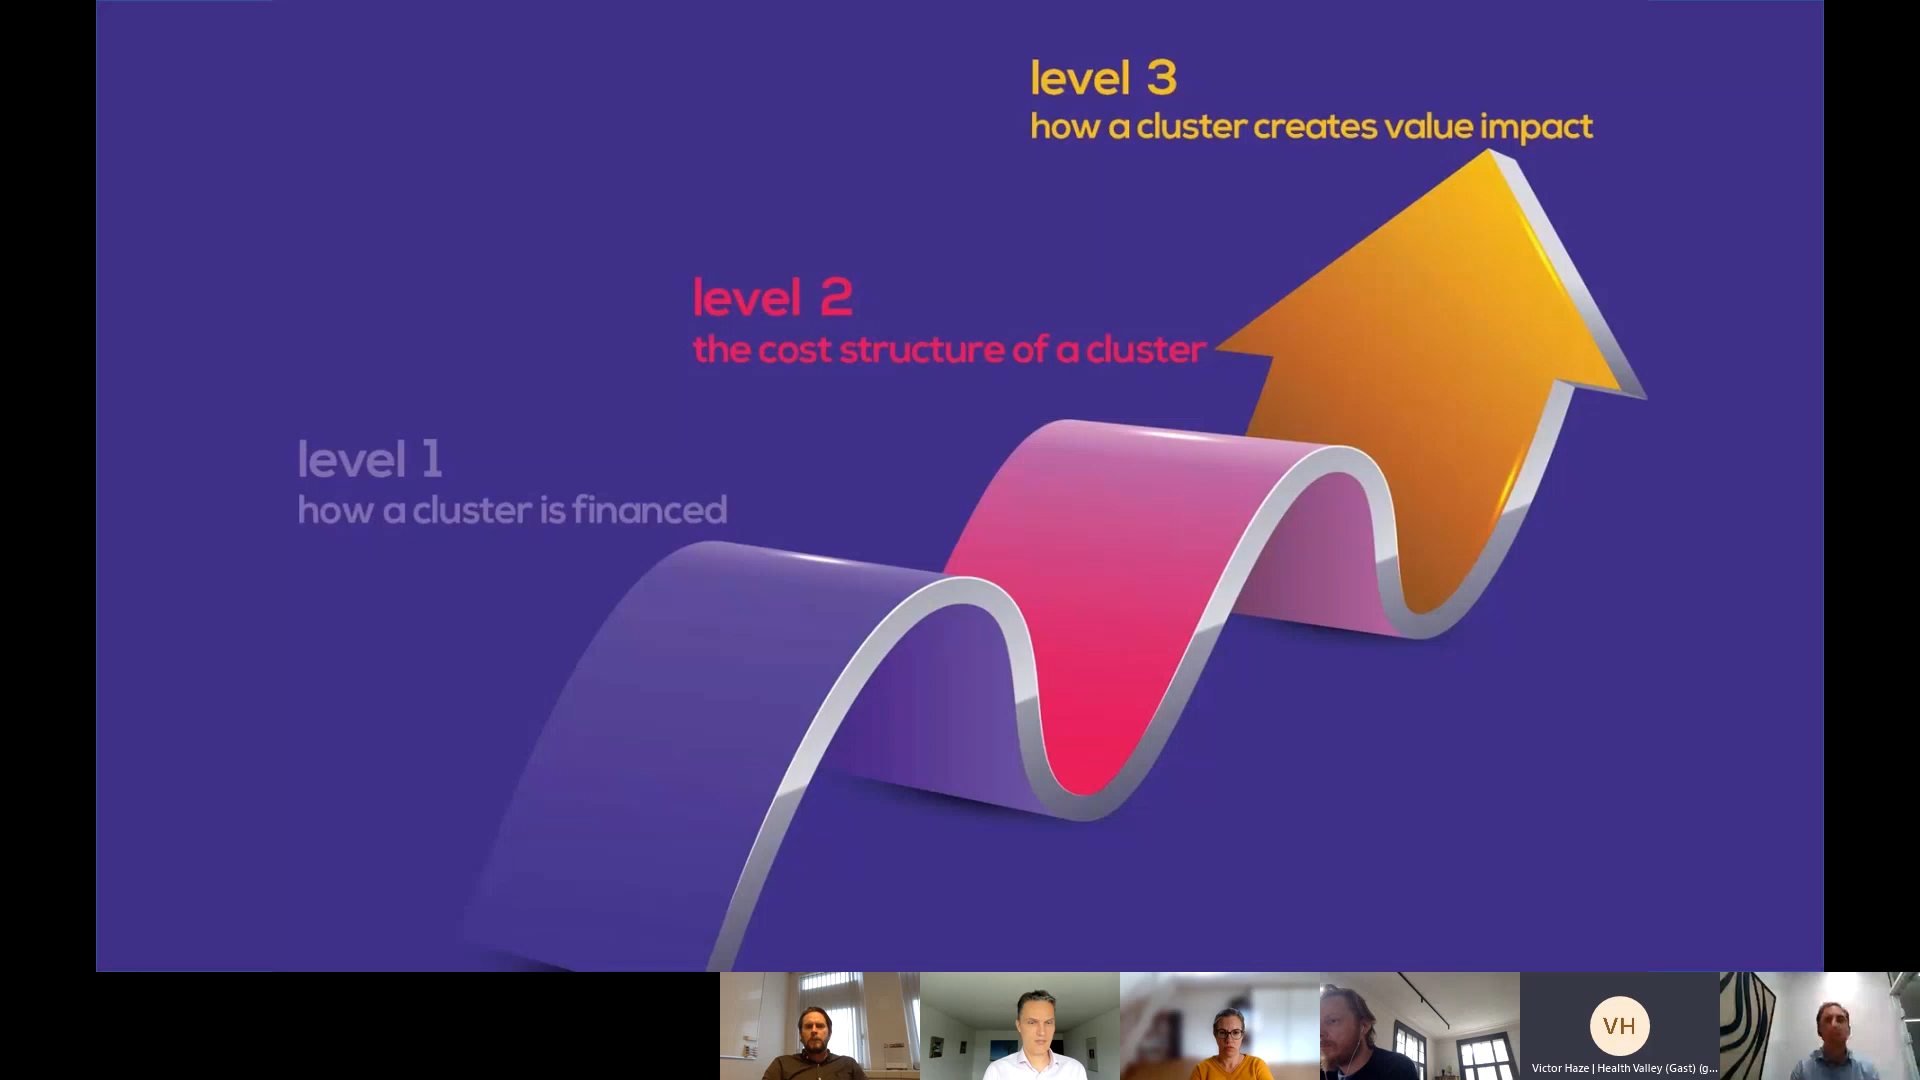 level 3
how a cluster creates value impact
level 2
the cost structure of a cluster
level 1
how a cluster is financed
VH
Victor Haze | Health Valley (Gast) (g...